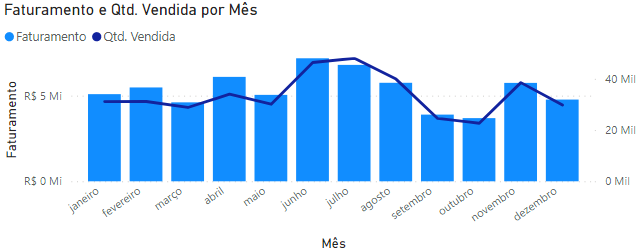 Faturamento e Qtd. Vendida por Mês
Faturamento Qtd. Vendida
Faturamento
R$ 5 Mi
R$ 0 Mi
40 Mil
20 Mil
0 Mil
janeiro
fevereiro
março
abril
maio
junho
julho
agosto
setembro
outubro
novembro
dezembro
Mês